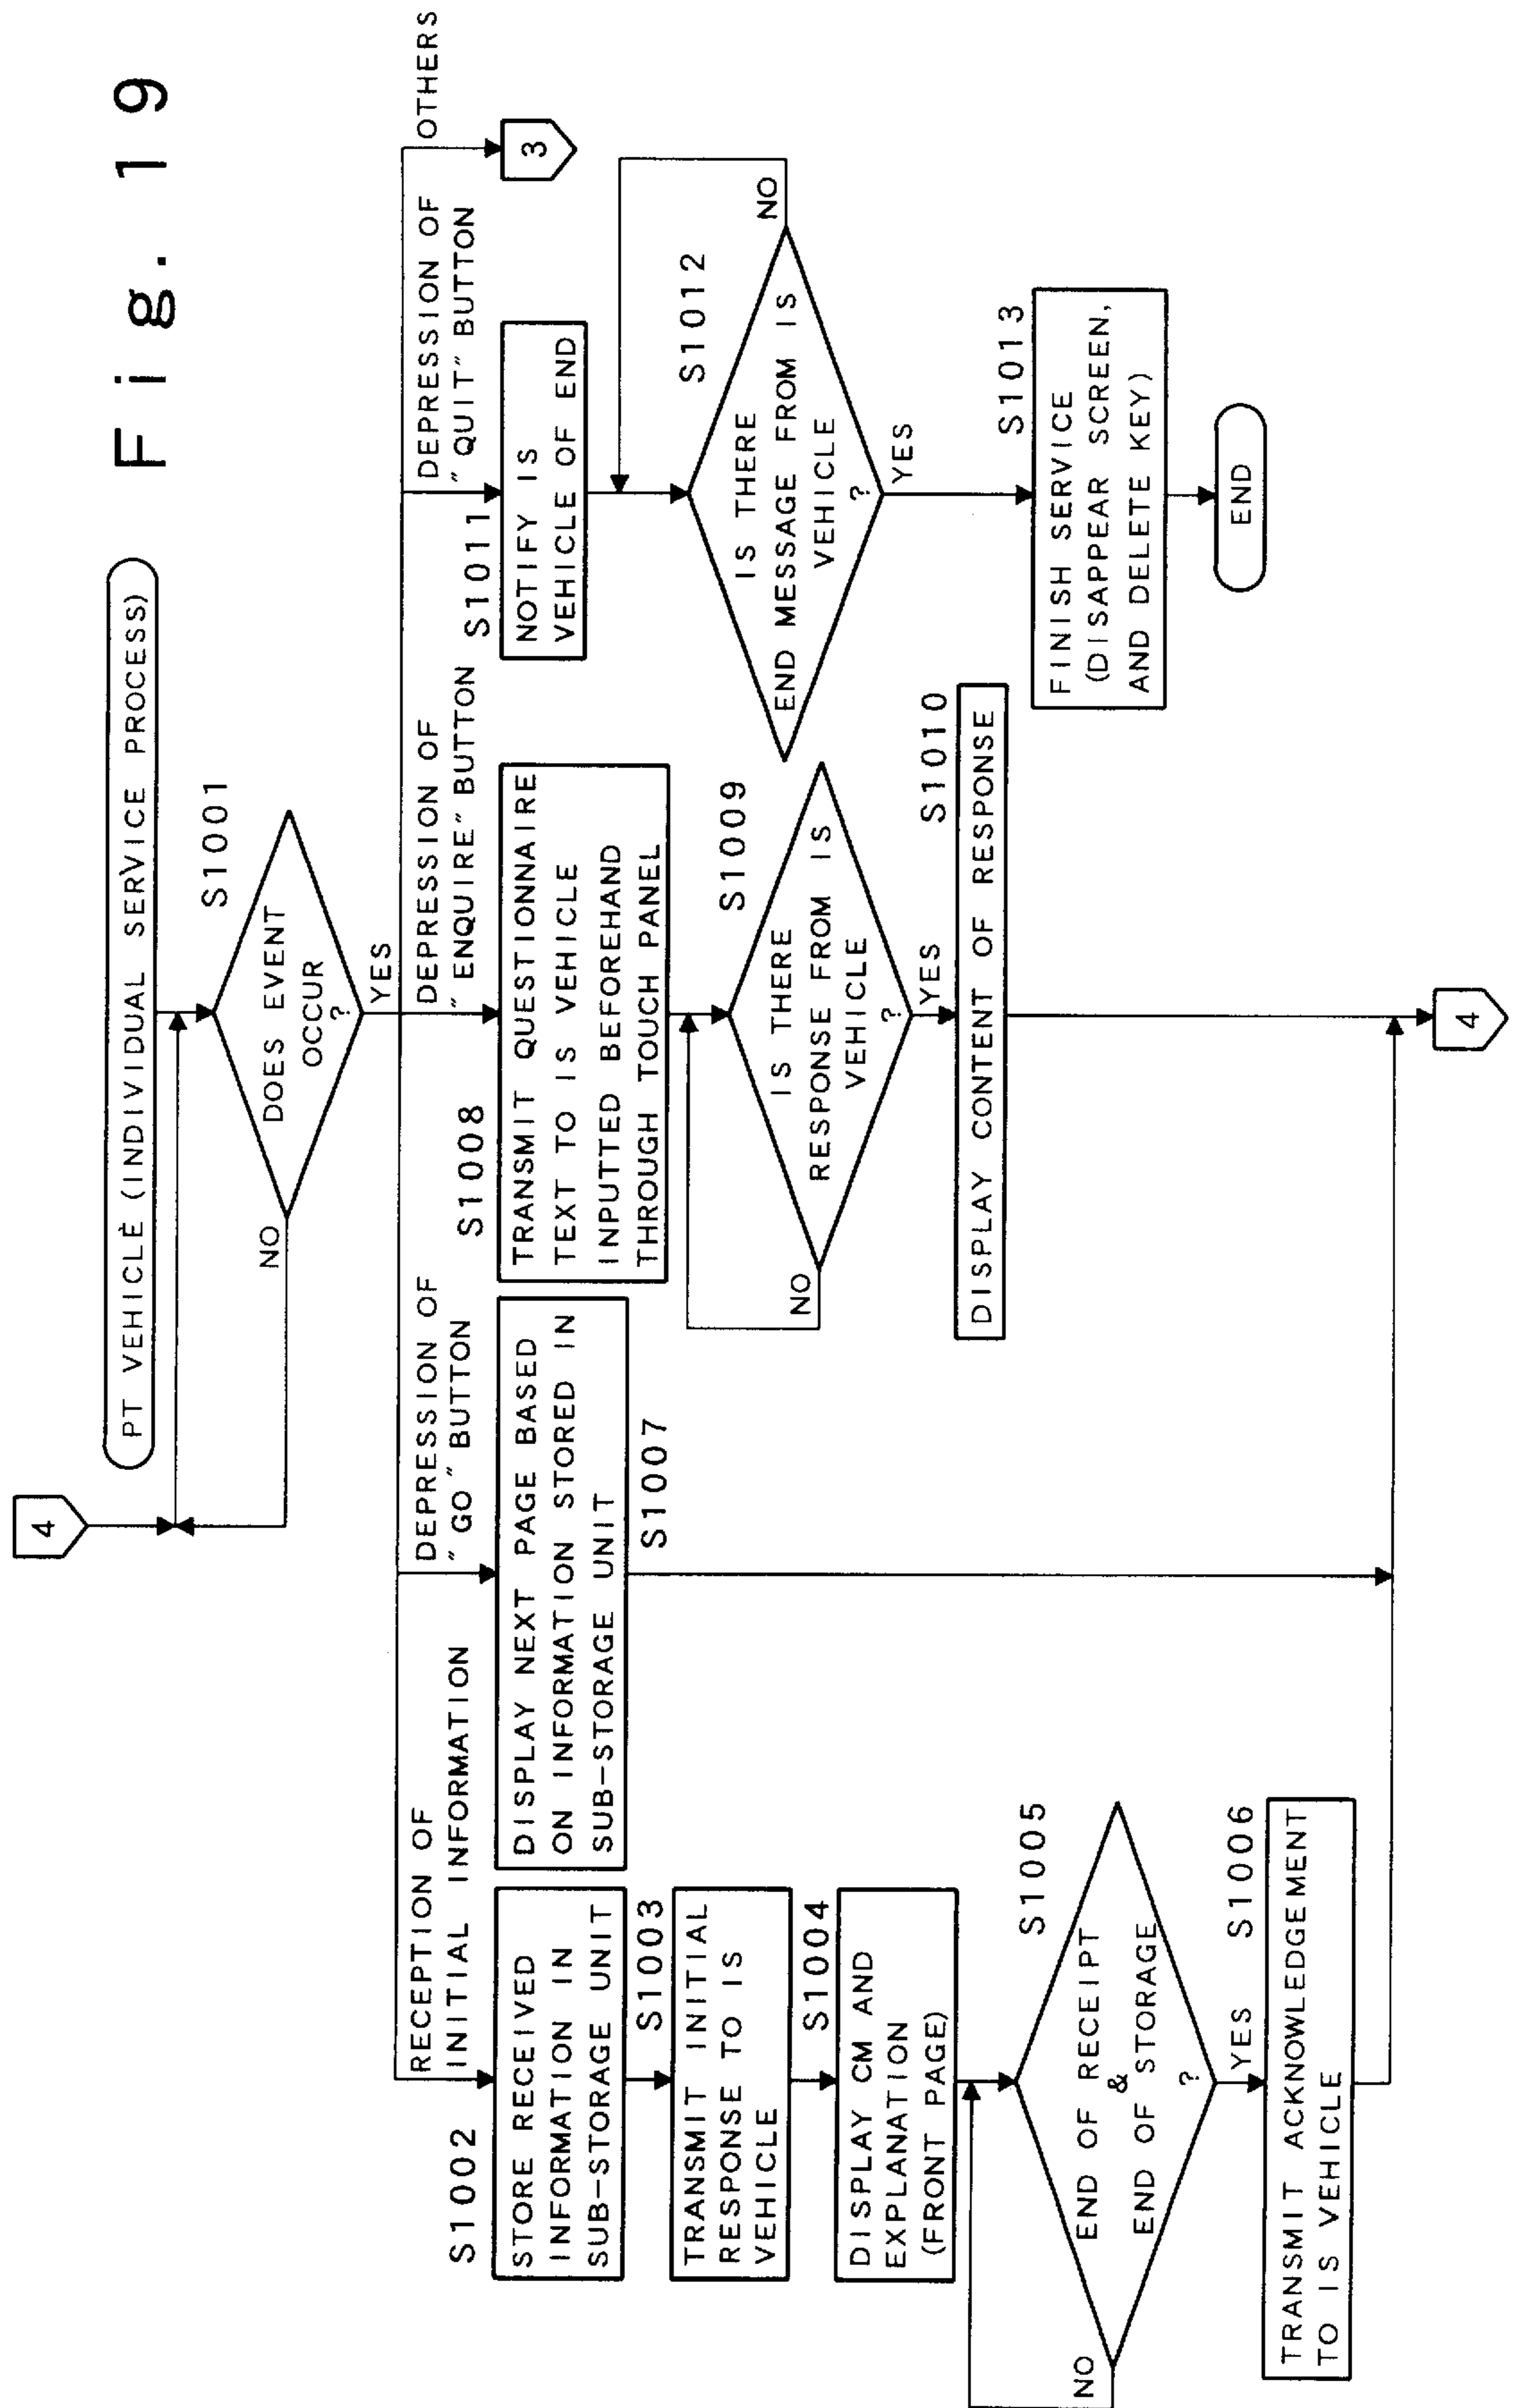 Fig. 19
4
PT VEHICLE (INDIVIDUAL SERVICE PROCESS)
S1001
DOES EVENT
OCCUR
?
NO
YES
RECEPTION OF
INITIAL INFORMATION
S1002
STORE RECEIVED
INFORMATION IN
SUB-STORAGE UNIT
S1003
TRANSMIT INITIAL
RESPONSE TO IS
VEHICLE
S1004
DISPLAY CM AND
EXPLANATION
(FRONT PAGE)
S1005
END OF RECEIPT
&
END OF STORAGE
?
NO
YES
S1006
TRANSMIT ACKNOWLEDGEMENT
TO IS VEHICLE
DEPRESSION OF
"GO" BUTTON
DISPLAY NEXT PAGE BASED
ON INFORMATION STORED IN
SUB-STORAGE UNIT
S1007
DEPRESSION OF
"ENQUIRE" BUTTON
S1008
TRANSMIT QUESTIONNAIRE
TEXT TO IS VEHICLE
INPUTTED BEFOREHAND
THROUGH TOUCH PANEL
S1009
IS THERE
RESPONSE FROM IS
VEHICLE
?
NO
YES
S1010
DISPLAY CONTENT OF RESPONSE
4
DEPRESSION OF
"QUIT" BUTTON
S1011
NOTIFY IS
VEHICLE OF END
S1012
IS THERE
END MESSAGE FROM IS
VEHICLE
?
NO
YES
S1013
FINISH SERVICE
(DISAPPEAR SCREEN,
AND DELETE KEY)
END
OTHERS
3